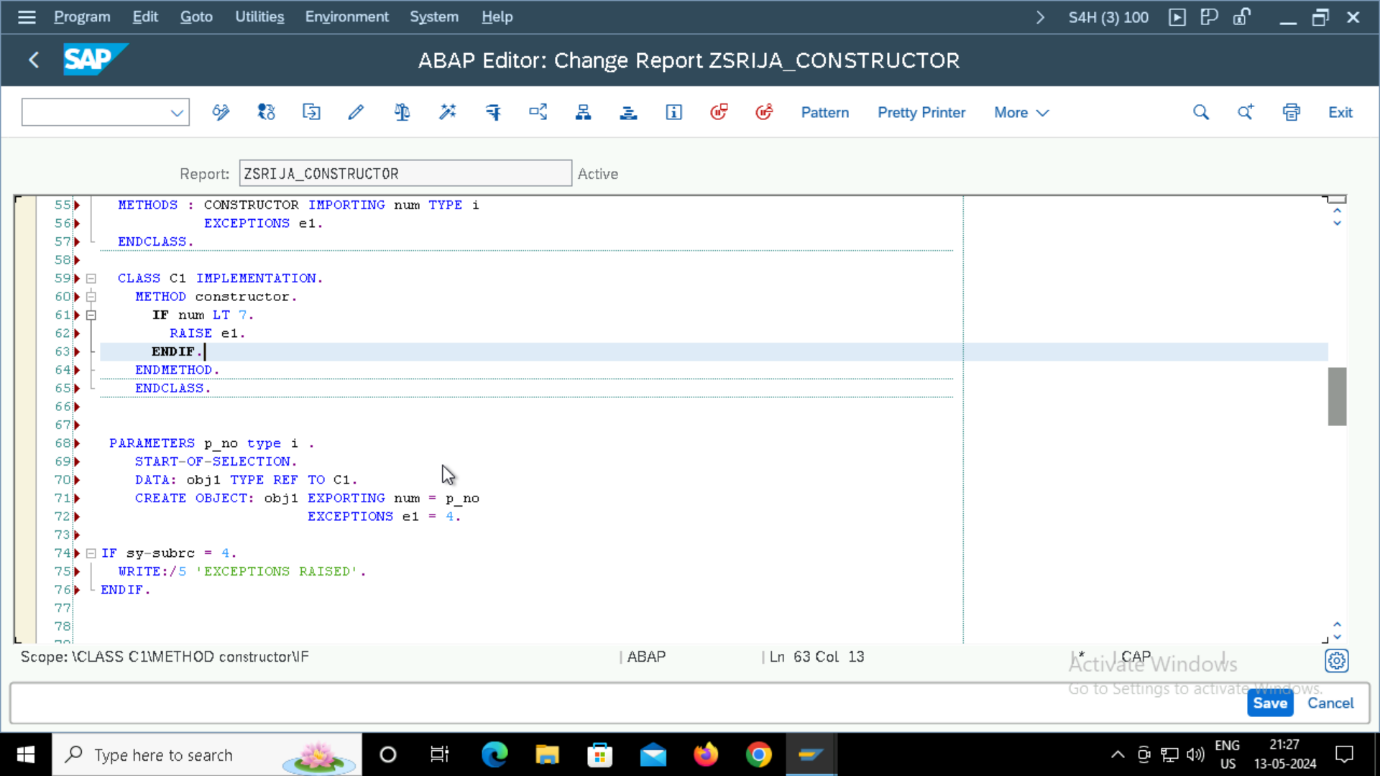 Program Edit Goto Utilities Environment System Help S4H (3) 100
SAP ABAP Editor: Change Report ZSRIJA_CONSTRUCTOR
Pattern Pretty Printer More Exit
Report: ZSRIJA_CONSTRUCTOR Active
55 METHODS : CONSTRUCTOR IMPORTING num TYPE i
56 EXCEPTIONS e1.
57 ENDCLASS.
58
59 CLASS C1 IMPLEMENTATION.
60 METHOD constructor.
61 IF num LT 7.
62 RAISE e1.
63 ENDIF.
64 ENDMETHOD.
65 ENDCLASS.
66
67
68 PARAMETERS p_no type i .
69 START-OF-SELECTION.
70 DATA: obj1 TYPE REF TO C1.
71 CREATE OBJECT: obj1 EXPORTING num = p_no
72 EXCEPTIONS e1 = 4.
73
74 IF sy-subrc = 4.
75 WRITE:/5 'EXCEPTIONS RAISED'.
76 ENDIF.
77
78
Scope: \CLASS C1\METHOD constructor\IF | ABAP | Ln 63 Col 13 | * | CAP |
Activate Windows
Go to Settings to activate Windows.
Save Cancel
Type here to search
ENG 21:27
US 13-05-2024